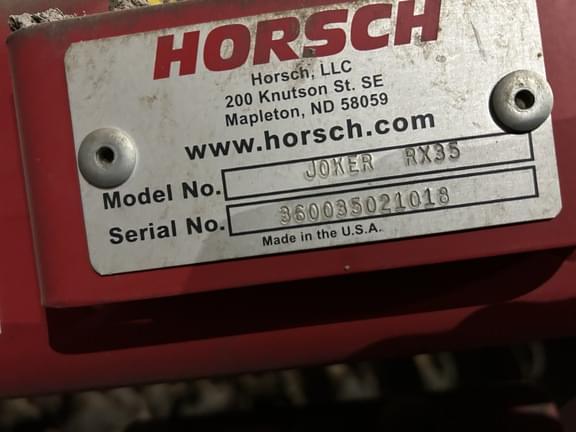 HORSCH
Horsch, LLC
200 Knutson St. SE
Mapleton, ND 58059
www.horsch.com
Model No. JOKER RX35
Serial No. 360035021018
Made in the U.S.A.